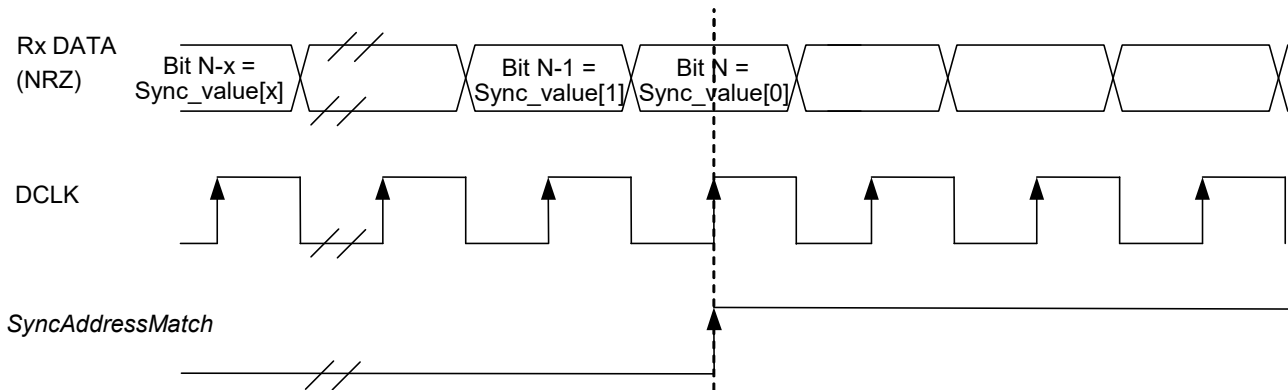 Rx DATA
(NRZ)
Bit N-x =
Sync_value[x]
Bit N-1 =
Sync_value[1]
Bit N =
Sync_value[0]
DCLK
SyncAddressMatch